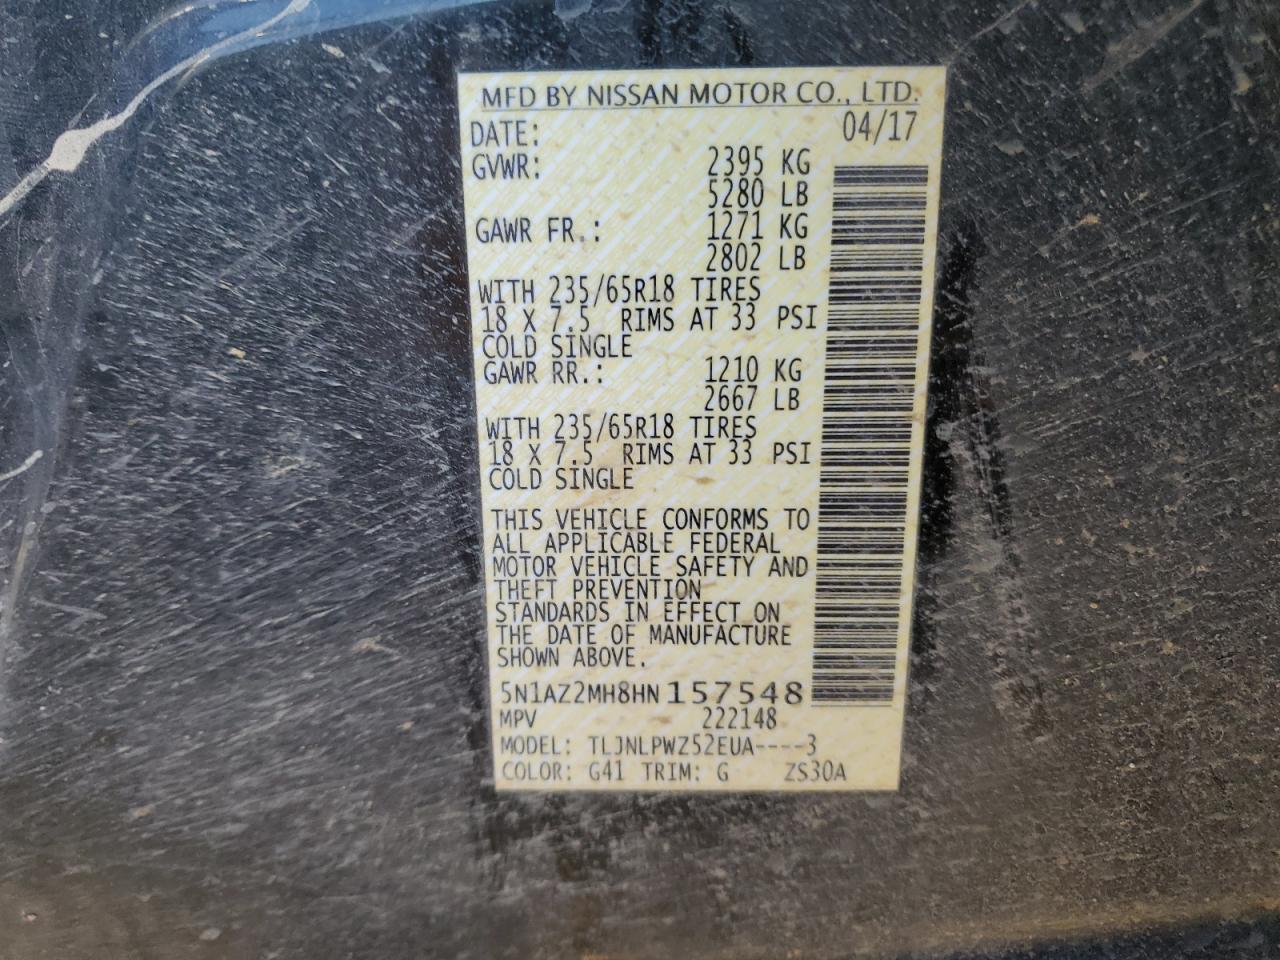 MFD BY NISSAN MOTOR CO., LTD.
DATE: 04/17
GVWR: 2395 KG
5280 LB
GAWR FR.: 1271 KG
2802 LB
WITH 235/65R18 TIRES
18 X 7.5 RIMS AT 33 PSI
COLD SINGLE
GAWR RR.: 1210 KG
2667 LB
WITH 235/65R18 TIRES
18 X 7.5 RIMS AT 33 PSI
COLD SINGLE
THIS VEHICLE CONFORMS TO
ALL APPLICABLE FEDERAL
MOTOR VEHICLE SAFETY AND
THEFT PREVENTION
STANDARDS IN EFFECT ON
THE DATE OF MANUFACTURE
SHOWN ABOVE.
5N1AZ2MH8HN157548
MPV 222148
MODEL: TLJNLPWZ52EUA----3
COLOR: G41 TRIM: G ZS30A